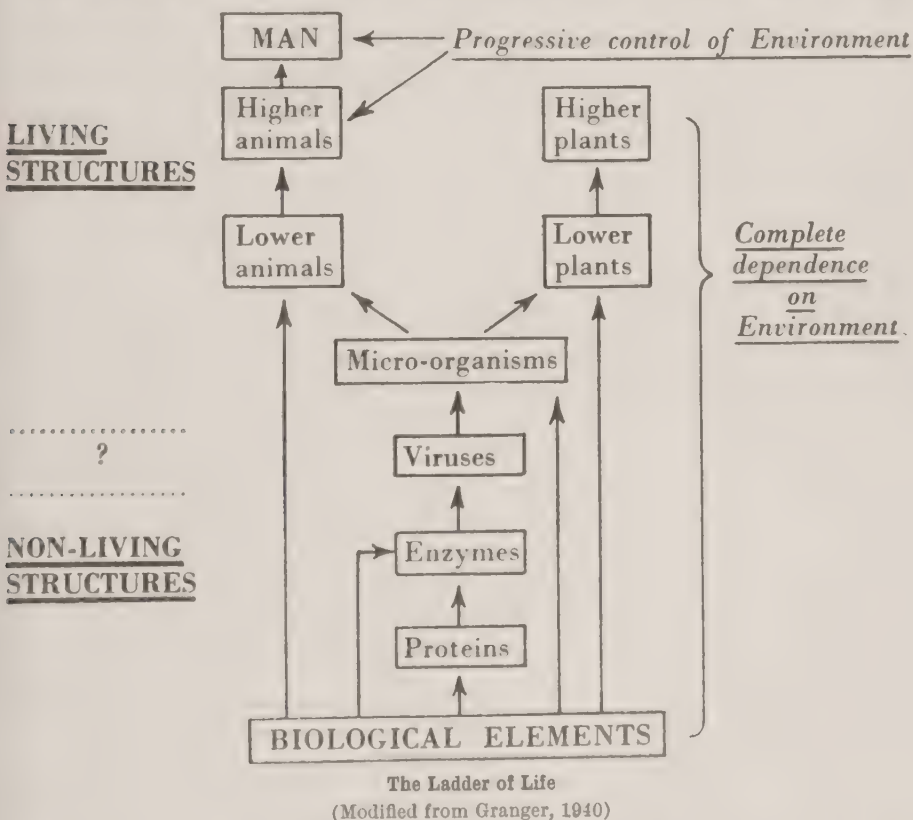 MAN
Progressive control of Environment
Higher
animals
Higher
plants
LIVING
STRUCTURES
Lower
animals
Lower
plants
Complete
dependence
on
Environment.
Micro-organisms
?
Viruses
NON-LIVING
STRUCTURES
Enzymes
Proteins
BIOLOGICAL ELEMENTS
The Ladder of Life
(Modified from Granger, 1940)